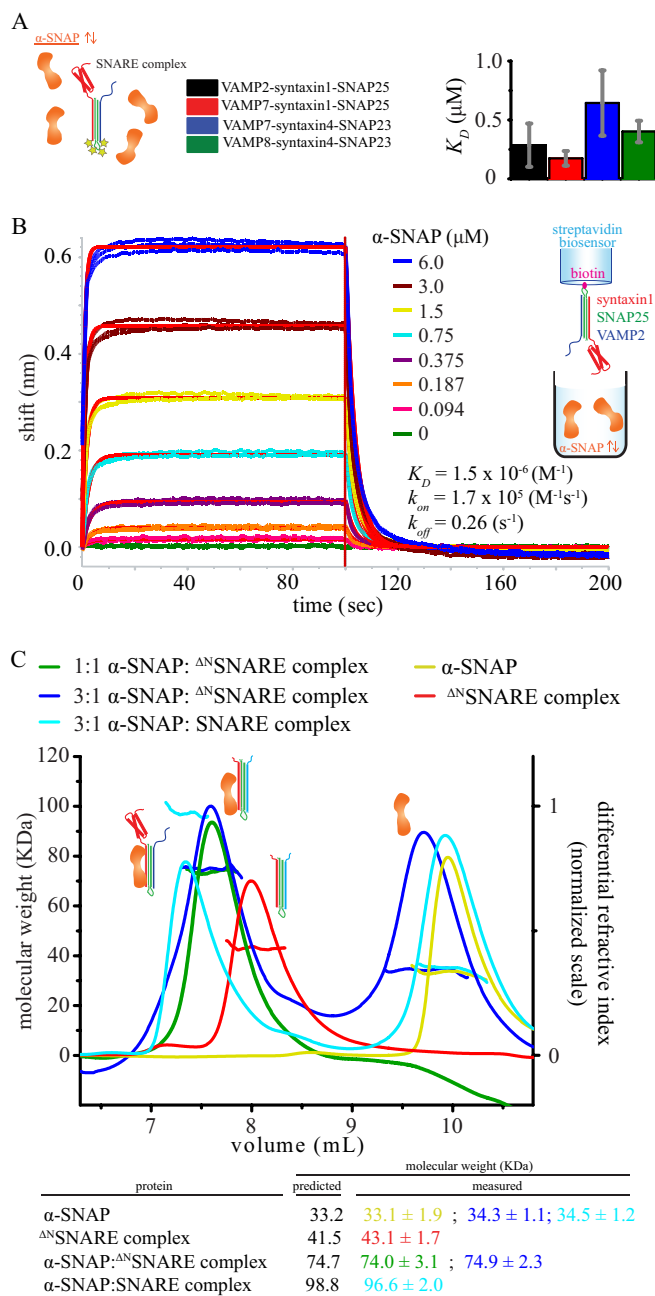 A
α-SNAP ↑↓
SNARE complex
VAMP2-syntaxin1-SNAP25
VAMP7-syntaxin1-SNAP25
VAMP7-syntaxin4-SNAP23
VAMP8-syntaxin4-SNAP23
K_D (μM)
1.0
0.5
0
B
shift (nm)
0.6
0.4
0.2
0.0
0 40 80 120 160 200
time (sec)
α-SNAP (μM)
6.0
3.0
1.5
0.75
0.375
0.187
0.094
0
streptavidin
biosensor
biotin
syntaxin1
SNAP25
VAMP2
α-SNAP ↑↓
K_D = 1.5 x 10⁻⁶ (M⁻¹)
k_on = 1.7 x 10⁵ (M⁻¹s⁻¹)
k_off = 0.26 (s⁻¹)
C
1:1 α-SNAP: ΔNSNARE complex
3:1 α-SNAP: ΔNSNARE complex
3:1 α-SNAP: SNARE complex
α-SNAP
ΔNSNARE complex
molecular weight (KDa)
120
100
80
60
40
20
0
7 8 9 10
volume (mL)
1
0
differential refractive index
(normalized scale)
molecular weight (KDa)
protein predicted measured
α-SNAP 33.2 33.1 ± 1.9 ; 34.3 ± 1.1; 34.5 ± 1.2
ΔNSNARE complex 41.5 43.1 ± 1.7
α-SNAP:ΔNSNARE complex 74.7 74.0 ± 3.1 ; 74.9 ± 2.3
α-SNAP:SNARE complex 98.8 96.6 ± 2.0